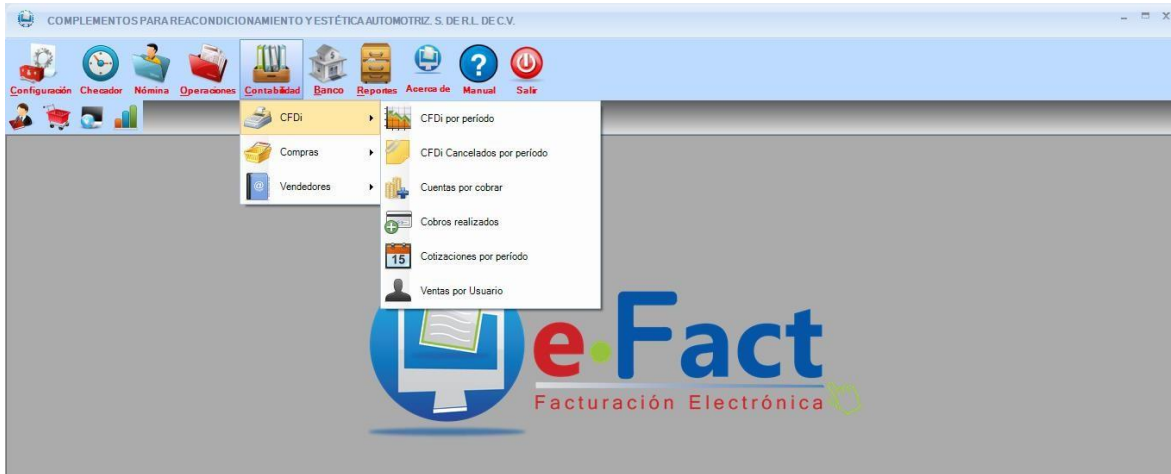 COMPLEMENTOS PARA REACONDICIONAMIENTO Y ESTÉTICA AUTOMOTRIZ. S. DE R.L. DE C.V.
Configuración Checador Nómina Operaciones Contabilidad Banco Reportes Acerca de Manual Salir
CFDi
CFDi por período
Compras
CFDi Cancelados por período
Vendedores
Cuentas por cobrar
Cobros realizados
15
Cotizaciones por período
Ventas por Usuario
e·Fact
Facturación Electrónica